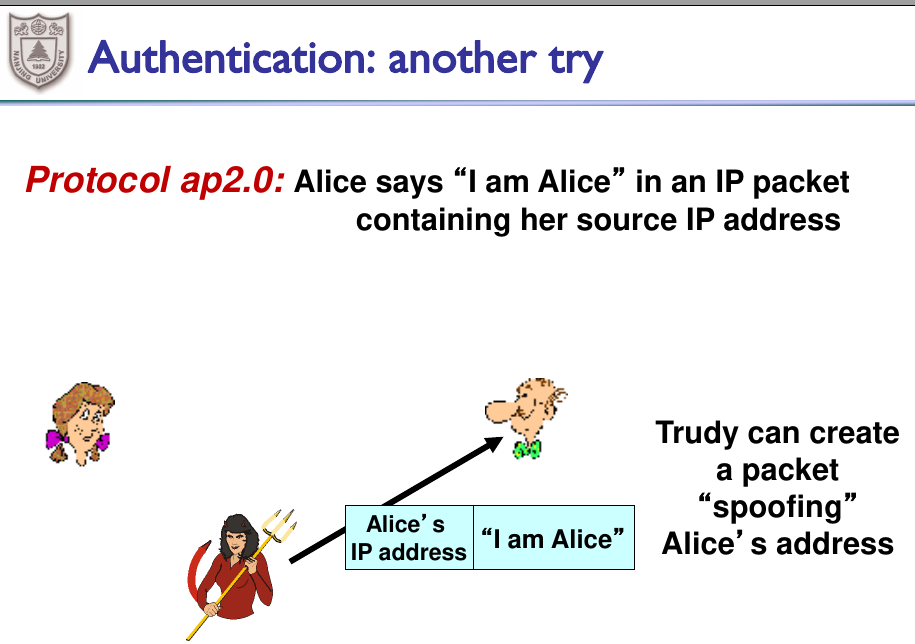 NANJING UNIVERSITY
1902
Authentication: another try
Protocol ap2.0: Alice says “I am Alice” in an IP packet
containing her source IP address
Trudy can create
a packet
“spoofing”
Alice’s address
Alice’s
IP address
“I am Alice”